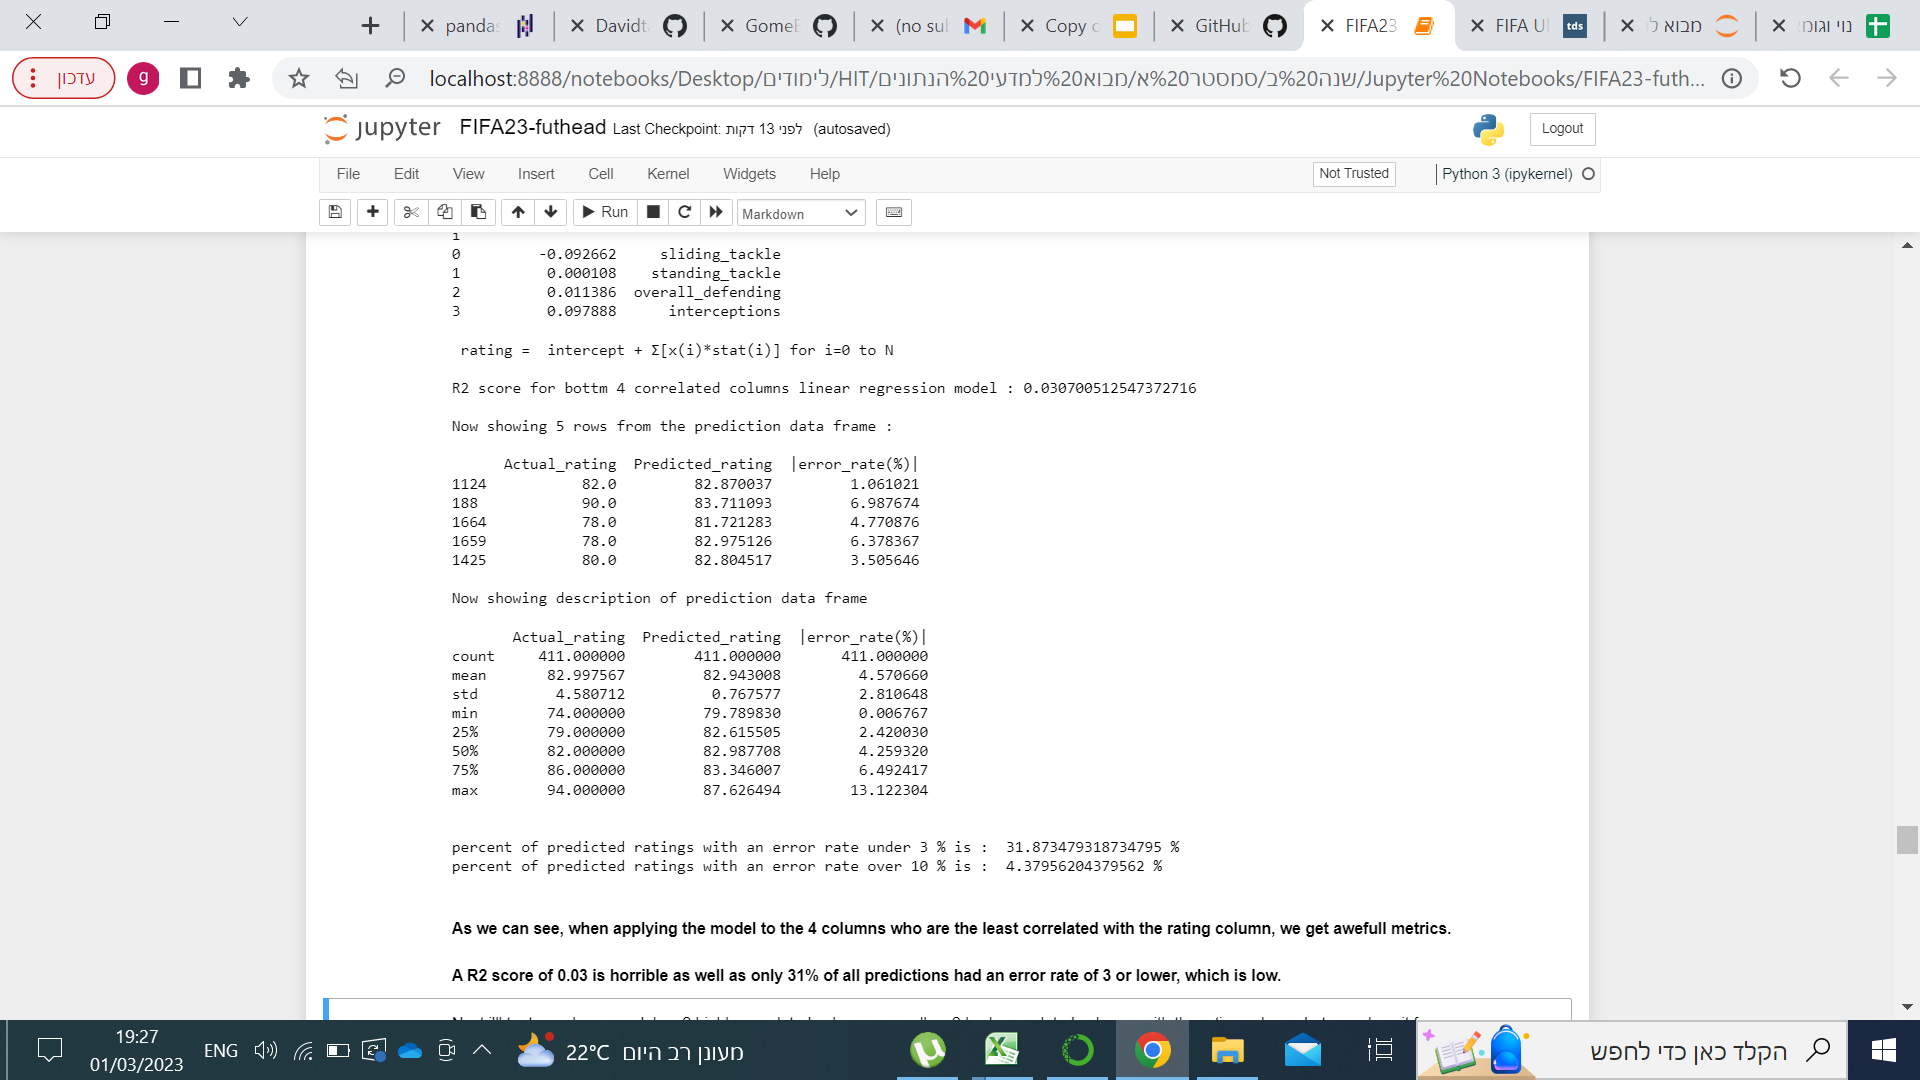 pandas
Davidta
GomeE
(no sub
Copy o
GitHub
FIFA23
FIFA Ul
tds
מבוא ל
נוי וגומ
עדכון
g
localhost:8888/notebooks/Desktop/לימודים/HIT/שנה%20ב/סמסטר%20א/מבוא%20למדעי%20הנתונים/Jupyter%20Notebooks/FIFA23-futh...
jupyter FIFA23-futhead Last Checkpoint: לפני 13 דקות (autosaved)
Logout
File Edit View Insert Cell Kernel Widgets Help
Not Trusted
Python 3 (ipykernel)
Run
Markdown
i
0 -0.092662 sliding_tackle
1 0.000108 standing_tackle
2 0.011386 overall_defending
3 0.097888 interceptions
rating = intercept + Σ[x(i)*stat(i)] for i=0 to N
R2 score for bottm 4 correlated columns linear regression model : 0.030700512547372716
Now showing 5 rows from the prediction data frame :
Actual_rating Predicted_rating |error_rate(%)|
1124 82.0 82.870037 1.061021
188 90.0 83.711093 6.987674
1664 78.0 81.721283 4.770876
1659 78.0 82.975126 6.378367
1425 80.0 82.804517 3.505646
Now showing description of prediction data frame
Actual_rating Predicted_rating |error_rate(%)|
count 411.000000 411.000000 411.000000
mean 82.997567 82.943008 4.570660
std 4.580712 0.767577 2.810648
min 74.000000 79.789830 0.006767
25% 79.000000 82.615505 2.420030
50% 82.000000 82.987708 4.259320
75% 86.000000 83.346007 6.492417
max 94.000000 87.626494 13.122304
percent of predicted ratings with an error rate under 3 % is : 31.873479318734795 %
percent of predicted ratings with an error rate over 10 % is : 4.37956204379562 %
As we can see, when applying the model to the 4 columns who are the least correlated with the rating column, we get awefull metrics.
A R2 score of 0.03 is horrible as well as only 31% of all predictions had an error rate of 3 or lower, which is low.
19:27
01/03/2023
ENG
22°C מעונן רב היום
הקלד כאן כדי לחפש